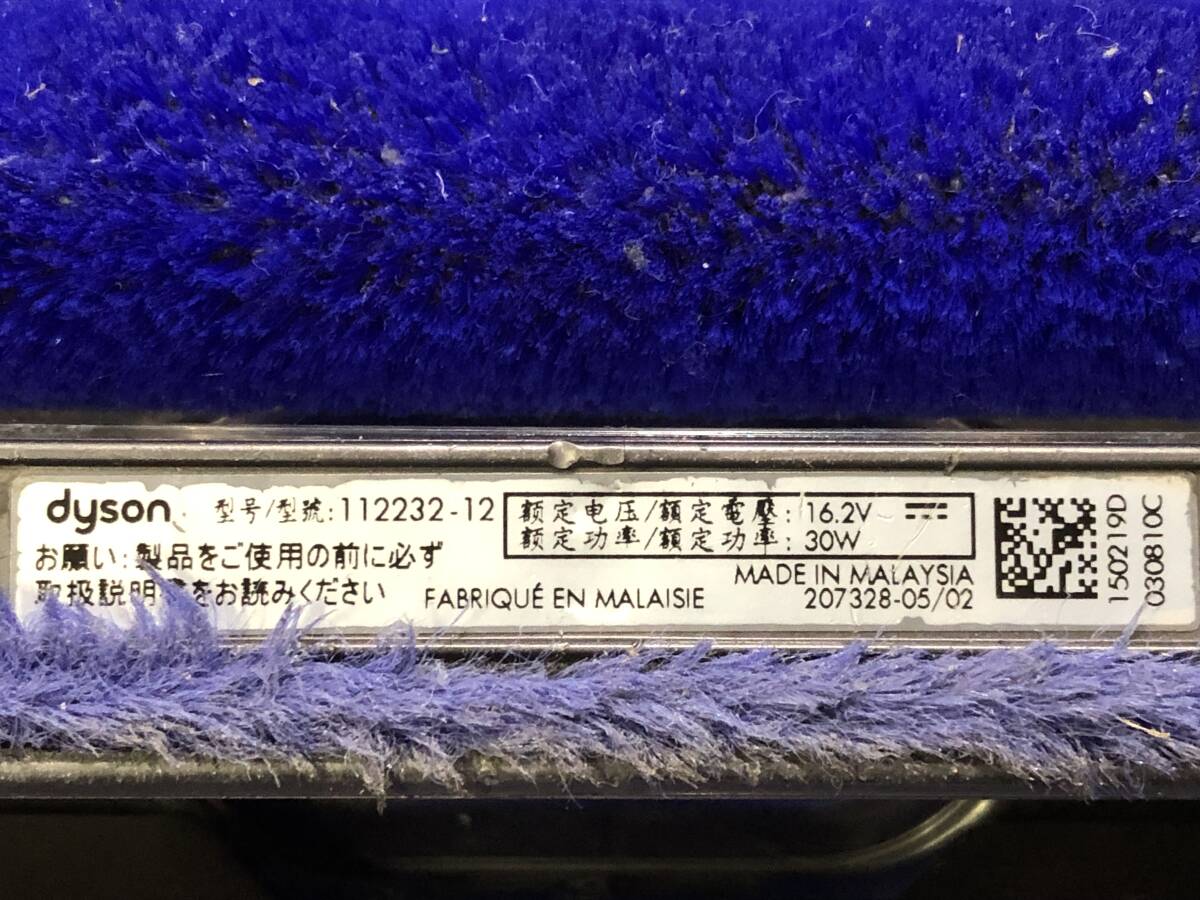 dyson
型号/型號:112232-12
お願い:製品をご使用の前に必ず
取扱説明書をお読みください
FABRIQUÉ EN MALAISIE
额定电压/額定電壓: 16.2V ⎓
额定功率/額定功率: 30W
MADE IN MALAYSIA
207328-05/02
150219D
030810C